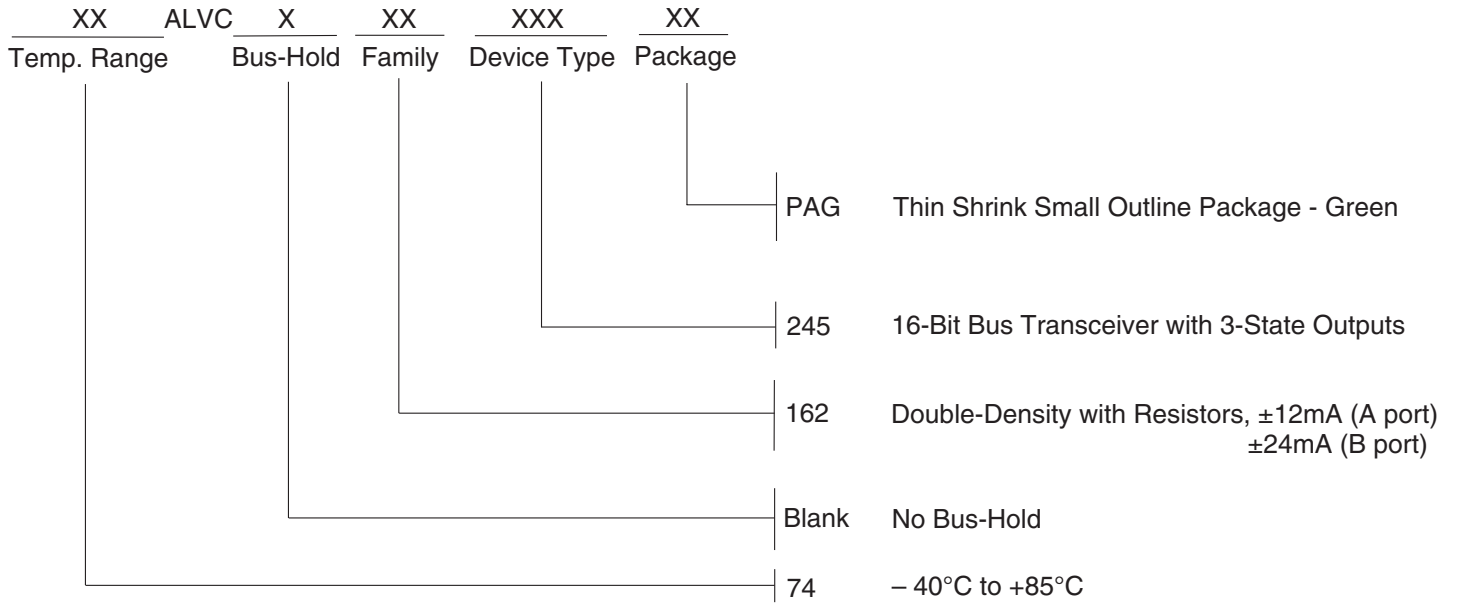 XX ALVC X XX XXX XX
Temp. Range Bus-Hold Family Device Type Package
PAG Thin Shrink Small Outline Package - Green
245 16-Bit Bus Transceiver with 3-State Outputs
162 Double-Density with Resistors, ±12mA (A port)
±24mA (B port)
Blank No Bus-Hold
74 – 40°C to +85°C